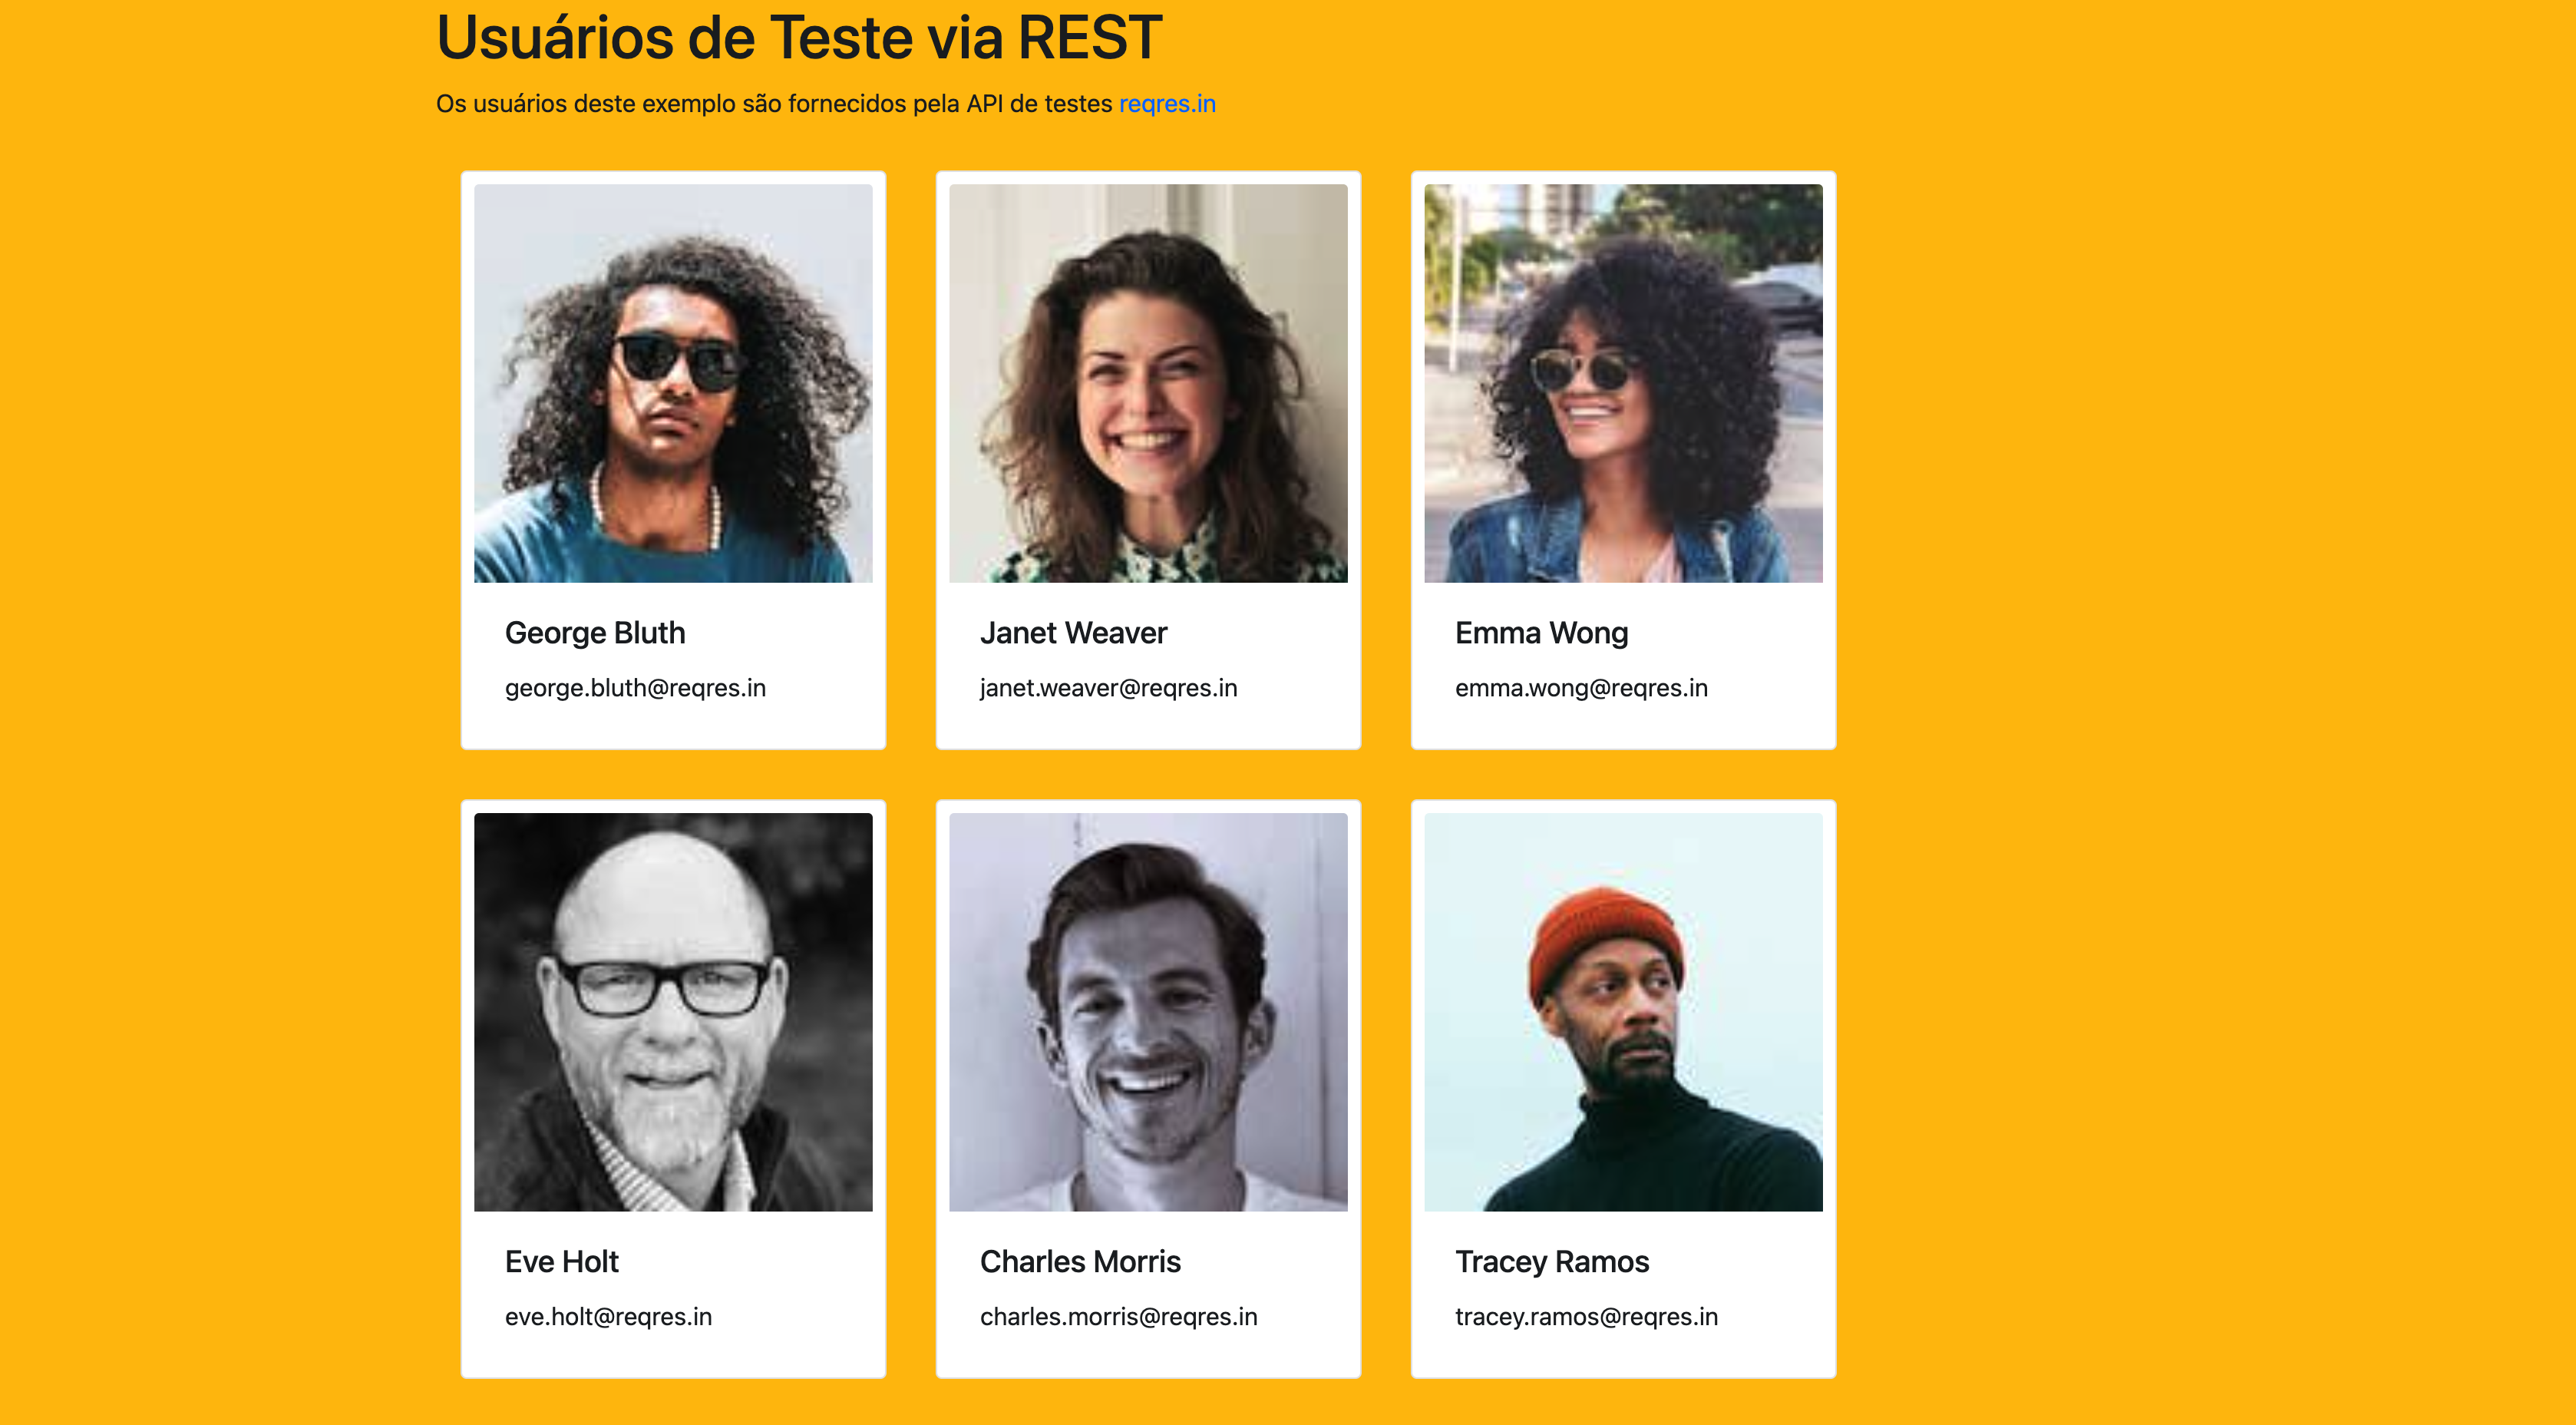 Usuários de Teste via REST
Os usuários deste exemplo são fornecidos pela API de testes reqres.in
George Bluth
george.bluth@reqres.in
Janet Weaver
janet.weaver@reqres.in
Emma Wong
emma.wong@reqres.in
Eve Holt
eve.holt@reqres.in
Charles Morris
charles.morris@reqres.in
Tracey Ramos
tracey.ramos@reqres.in